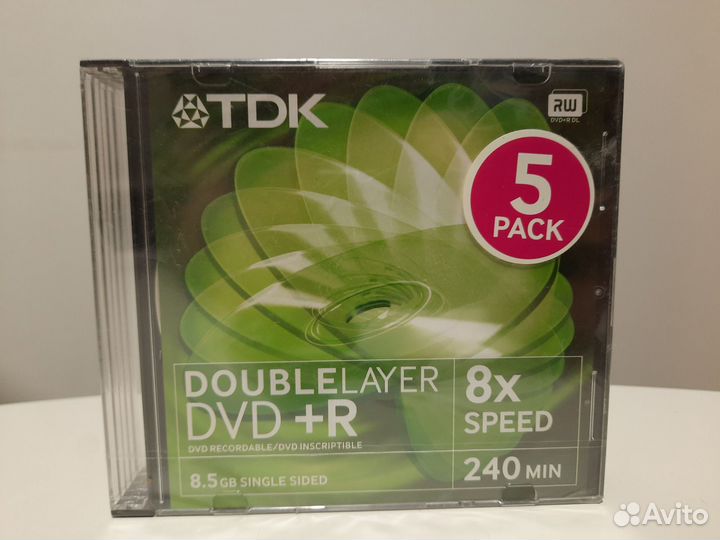 TDK
RW
DVD+R DL
5
PACK
DOUBLELAYER
DVD +R
DVD RECORDABLE/DVD INSCRIPTIBLE
8.5GB SINGLE SIDED
8x
SPEED
240 MIN
Avito